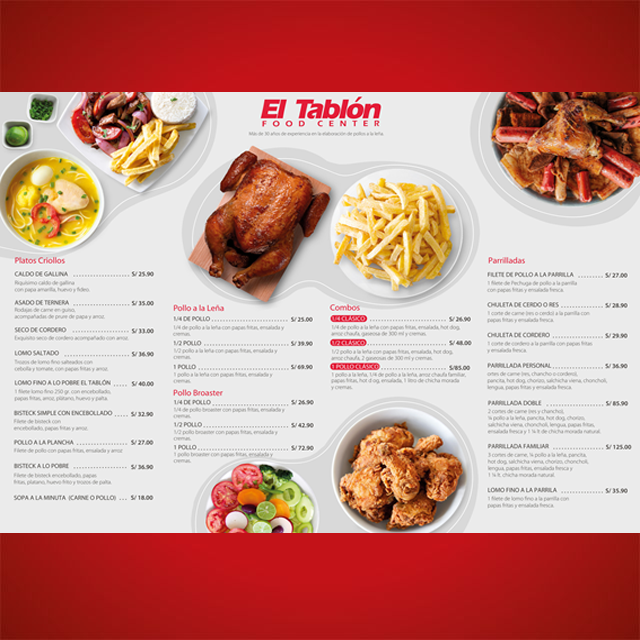 El Tablón
FOOD CENTER
Más de 30 años de experiencia en la elaboración de pollos a la leña.
Platos Criollos
CALDO DE GALLINA S/ 25.90
Riquísimo caldo de gallina
con papa amarilla, huevo y fideo.
ASADO DE TERNERA S/ 35.00
Rodajas de carne en guiso,
acompañadas de pure de papa y arroz.
SECO DE CORDERO S/ 33.00
Exquisito seco de cordero acompañado con arroz.
LOMO SALTADO S/ 36.90
Trozos de lomo fino salteados con
cebolla y tomate, con papas fritas y arroz.
LOMO FINO A LO POBRE EL TABLÓN S/ 40.00
1 filete lomo fino 250 gr. con encebollado,
papas fritas, arroz, plátano, huevo y palta
BISTECK SIMPLE CON ENCEBOLLADO S/ 32.90
Filete de bisteck con
encebollado, papas fritas y arroz.
POLLO A LA PLANCHA S/ 27.00
Filete de pollo con papas fritas, ensalada y arroz
BISTECK A LO POBRE S/ 36.90
Filete de bisteck encebollado, papas
fritas, platano, huevo frito y trozos de ensalada.
SOPA A LA MINUTA (CARNE O POLLO) S/ 18.00
Pollo a la Leña
1/4 DE POLLO S/ 25.00
1/4 de pollo a la leña con papas fritas, ensalada y
cremas.
1/2 POLLO S/ 39.90
1/2 pollo a la leña con papas fritas, ensalada y
cremas.
1 POLLO S/ 69.90
1 pollo a la leña con papas fritas, ensalada y
cremas.
Pollo Broaster
1/4 DE POLLO S/ 26.90
1/4 de pollo broaster con papas fritas, ensalada y
cremas.
1/2 POLLO S/ 42.90
1/2 pollo broaster con papas fritas, ensalada y
cremas.
1 POLLO S/ 72.90
1 pollo broaster con papas fritas, ensalada y
cremas.
Combos
1/4 CLÁSICO S/ 26.90
1/4 de pollo a la leña con papas fritas, ensalada, hot dog,
arroz chaufa, gaseosa de 300 ml y cremas.
1/2 CLÁSICO S/ 48.00
1/2 pollo a la leña con papas fritas, ensalada, hot dog,
arroz chaufa, 2 gaseosas de 300 ml y cremas.
1 POLLO CLÁSICO S/85.00
1 pollo a la leña, 1/4 de pollo a la leña, arroz chaufa familiar,
papas fritas, hot d og, ensalada, 1 litro de chicha morada
y cremas.
Parrilladas
FILETE DE POLLO A LA PARRILLA S/ 27.00
1 filete de Pechuga de pollo a la parrilla
con papas fritas y ensalada fresca.
CHULETA DE CERDO O RES S/ 28.90
1 corte de carne (res o cerdo) a la parrilla con
papas fritas y ensalada fresca.
CHULETA DE CORDERO S/ 29.90
1 corte de cordero a la parrilla con papas fritas
y ensalada fresca.
PARRILLADA PERSONAL S/ 36.90
ortes de carne (res, chancho o cordero),
pancita, hot dog, chorizo, salchicha viena, choncholi,
lengua, papas fritas y ensalada fresca.
PARRILLADA DOBLE S/ 85.90
2 cortes de carne (res y chancho),
¼ pollo a la leña, pancita, hot dog, chorizo,
salchicha viena, choncholi, lengua, papas fritas,
ensalada fresca y 1 ½ lt chicha morada natural.
PARRILLADA FAMILIAR S/ 125.00
3 cortes de carne, ¼ pollo a la leña, pancita,
hot dog, salchicha viena, chorizo, choncholi,
lengua, papas fritas, ensalada fresca y
1 ½ lt. chicha morada natural.
LOMO FINO A LA PARRILLA S/ 35.90
1 filete de lomo fino a la parrilla con
papas fritas y ensalada fresca.